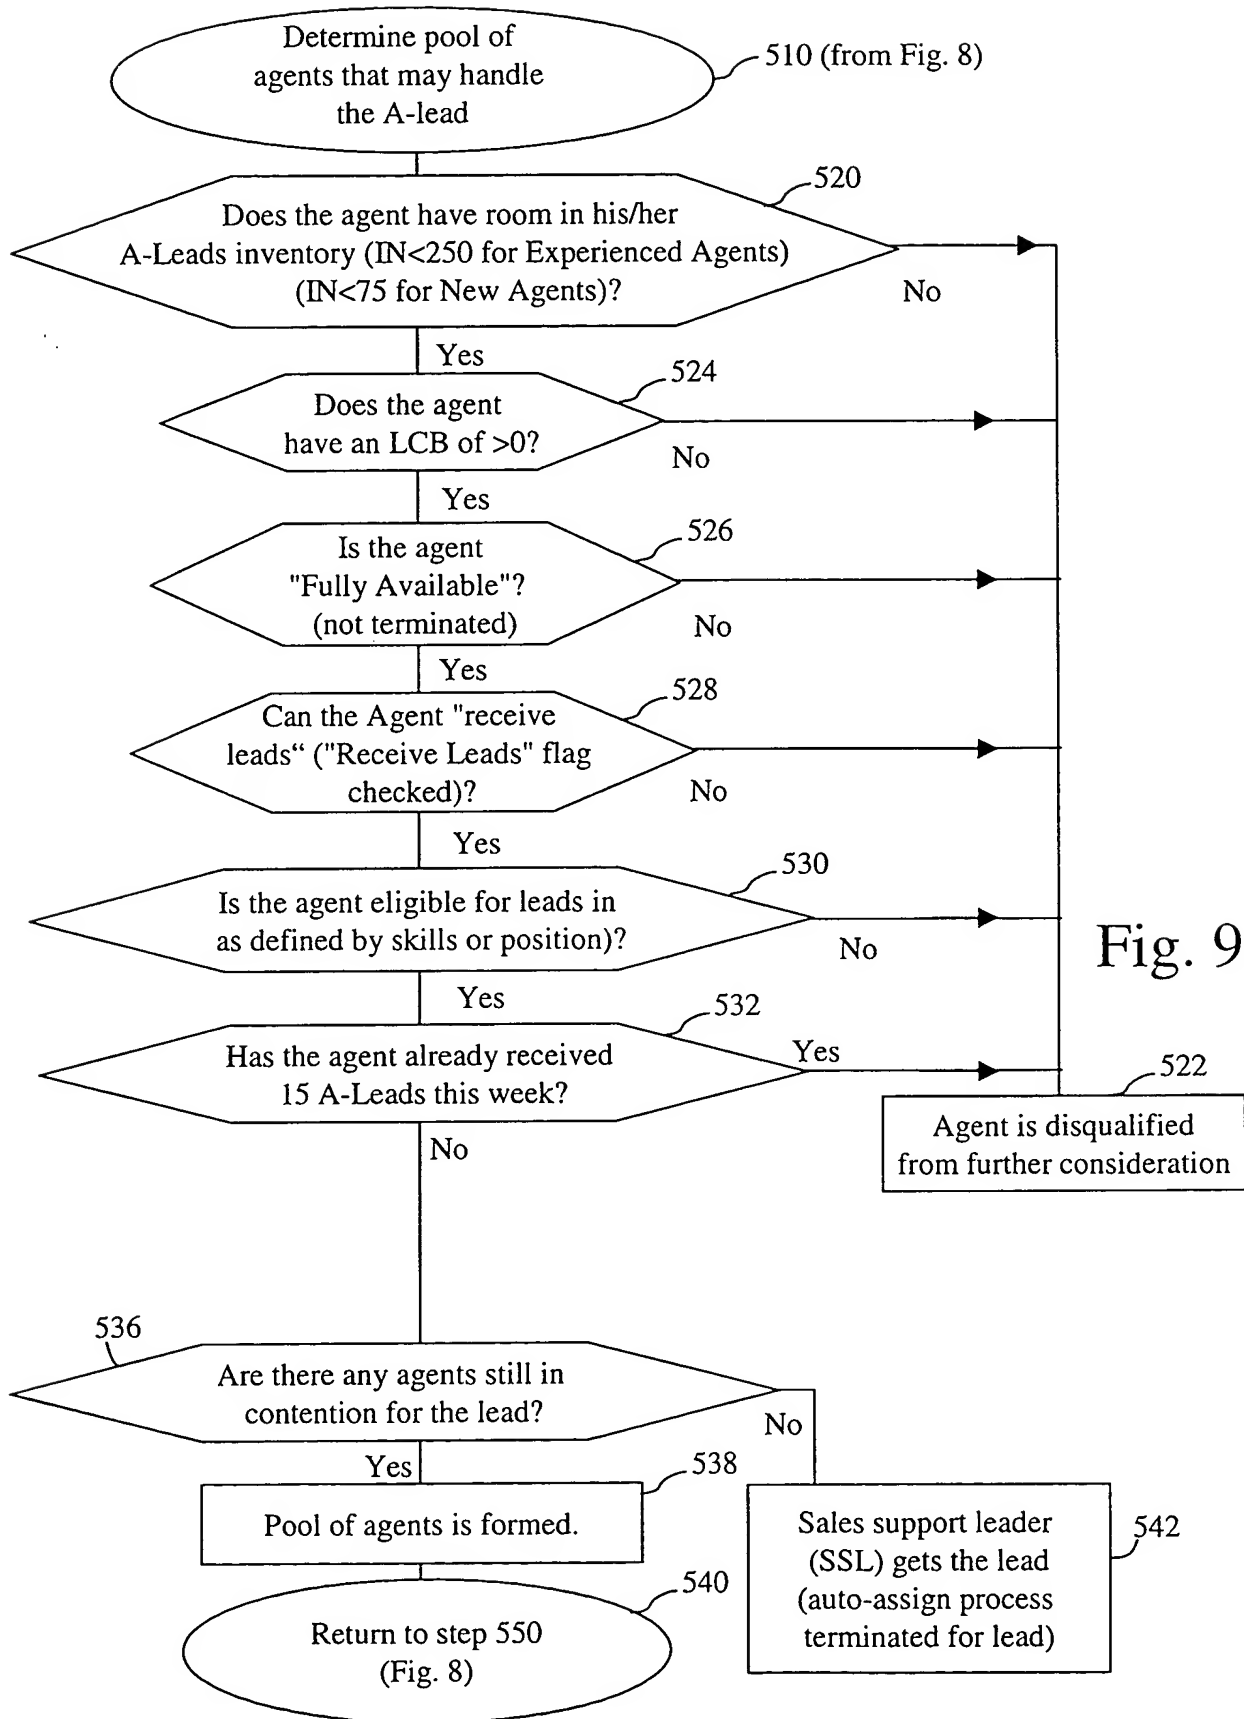 Determine pool of
agents that may handle
the A-lead
510 (from Fig. 8)
520
Does the agent have room in his/her
A-Leads inventory (IN<250 for Experienced Agents)
(IN<75 for New Agents)?
No
Yes
524
Does the agent
have an LCB of >0?
No
Yes
526
Is the agent
"Fully Available"?
(not terminated)
No
Yes
528
Can the Agent "receive
leads“ ("Receive Leads" flag
checked)?
No
Yes
530
Is the agent eligible for leads in
as defined by skills or position)?
No
Fig. 9
Yes
532
Has the agent already received
15 A-Leads this week?
Yes
522
Agent is disqualified
from further consideration
No
536
Are there any agents still in
contention for the lead?
No
Yes
538
Pool of agents is formed.
Sales support leader
(SSL) gets the lead
(auto-assign process
terminated for lead)
542
540
Return to step 550
(Fig. 8)